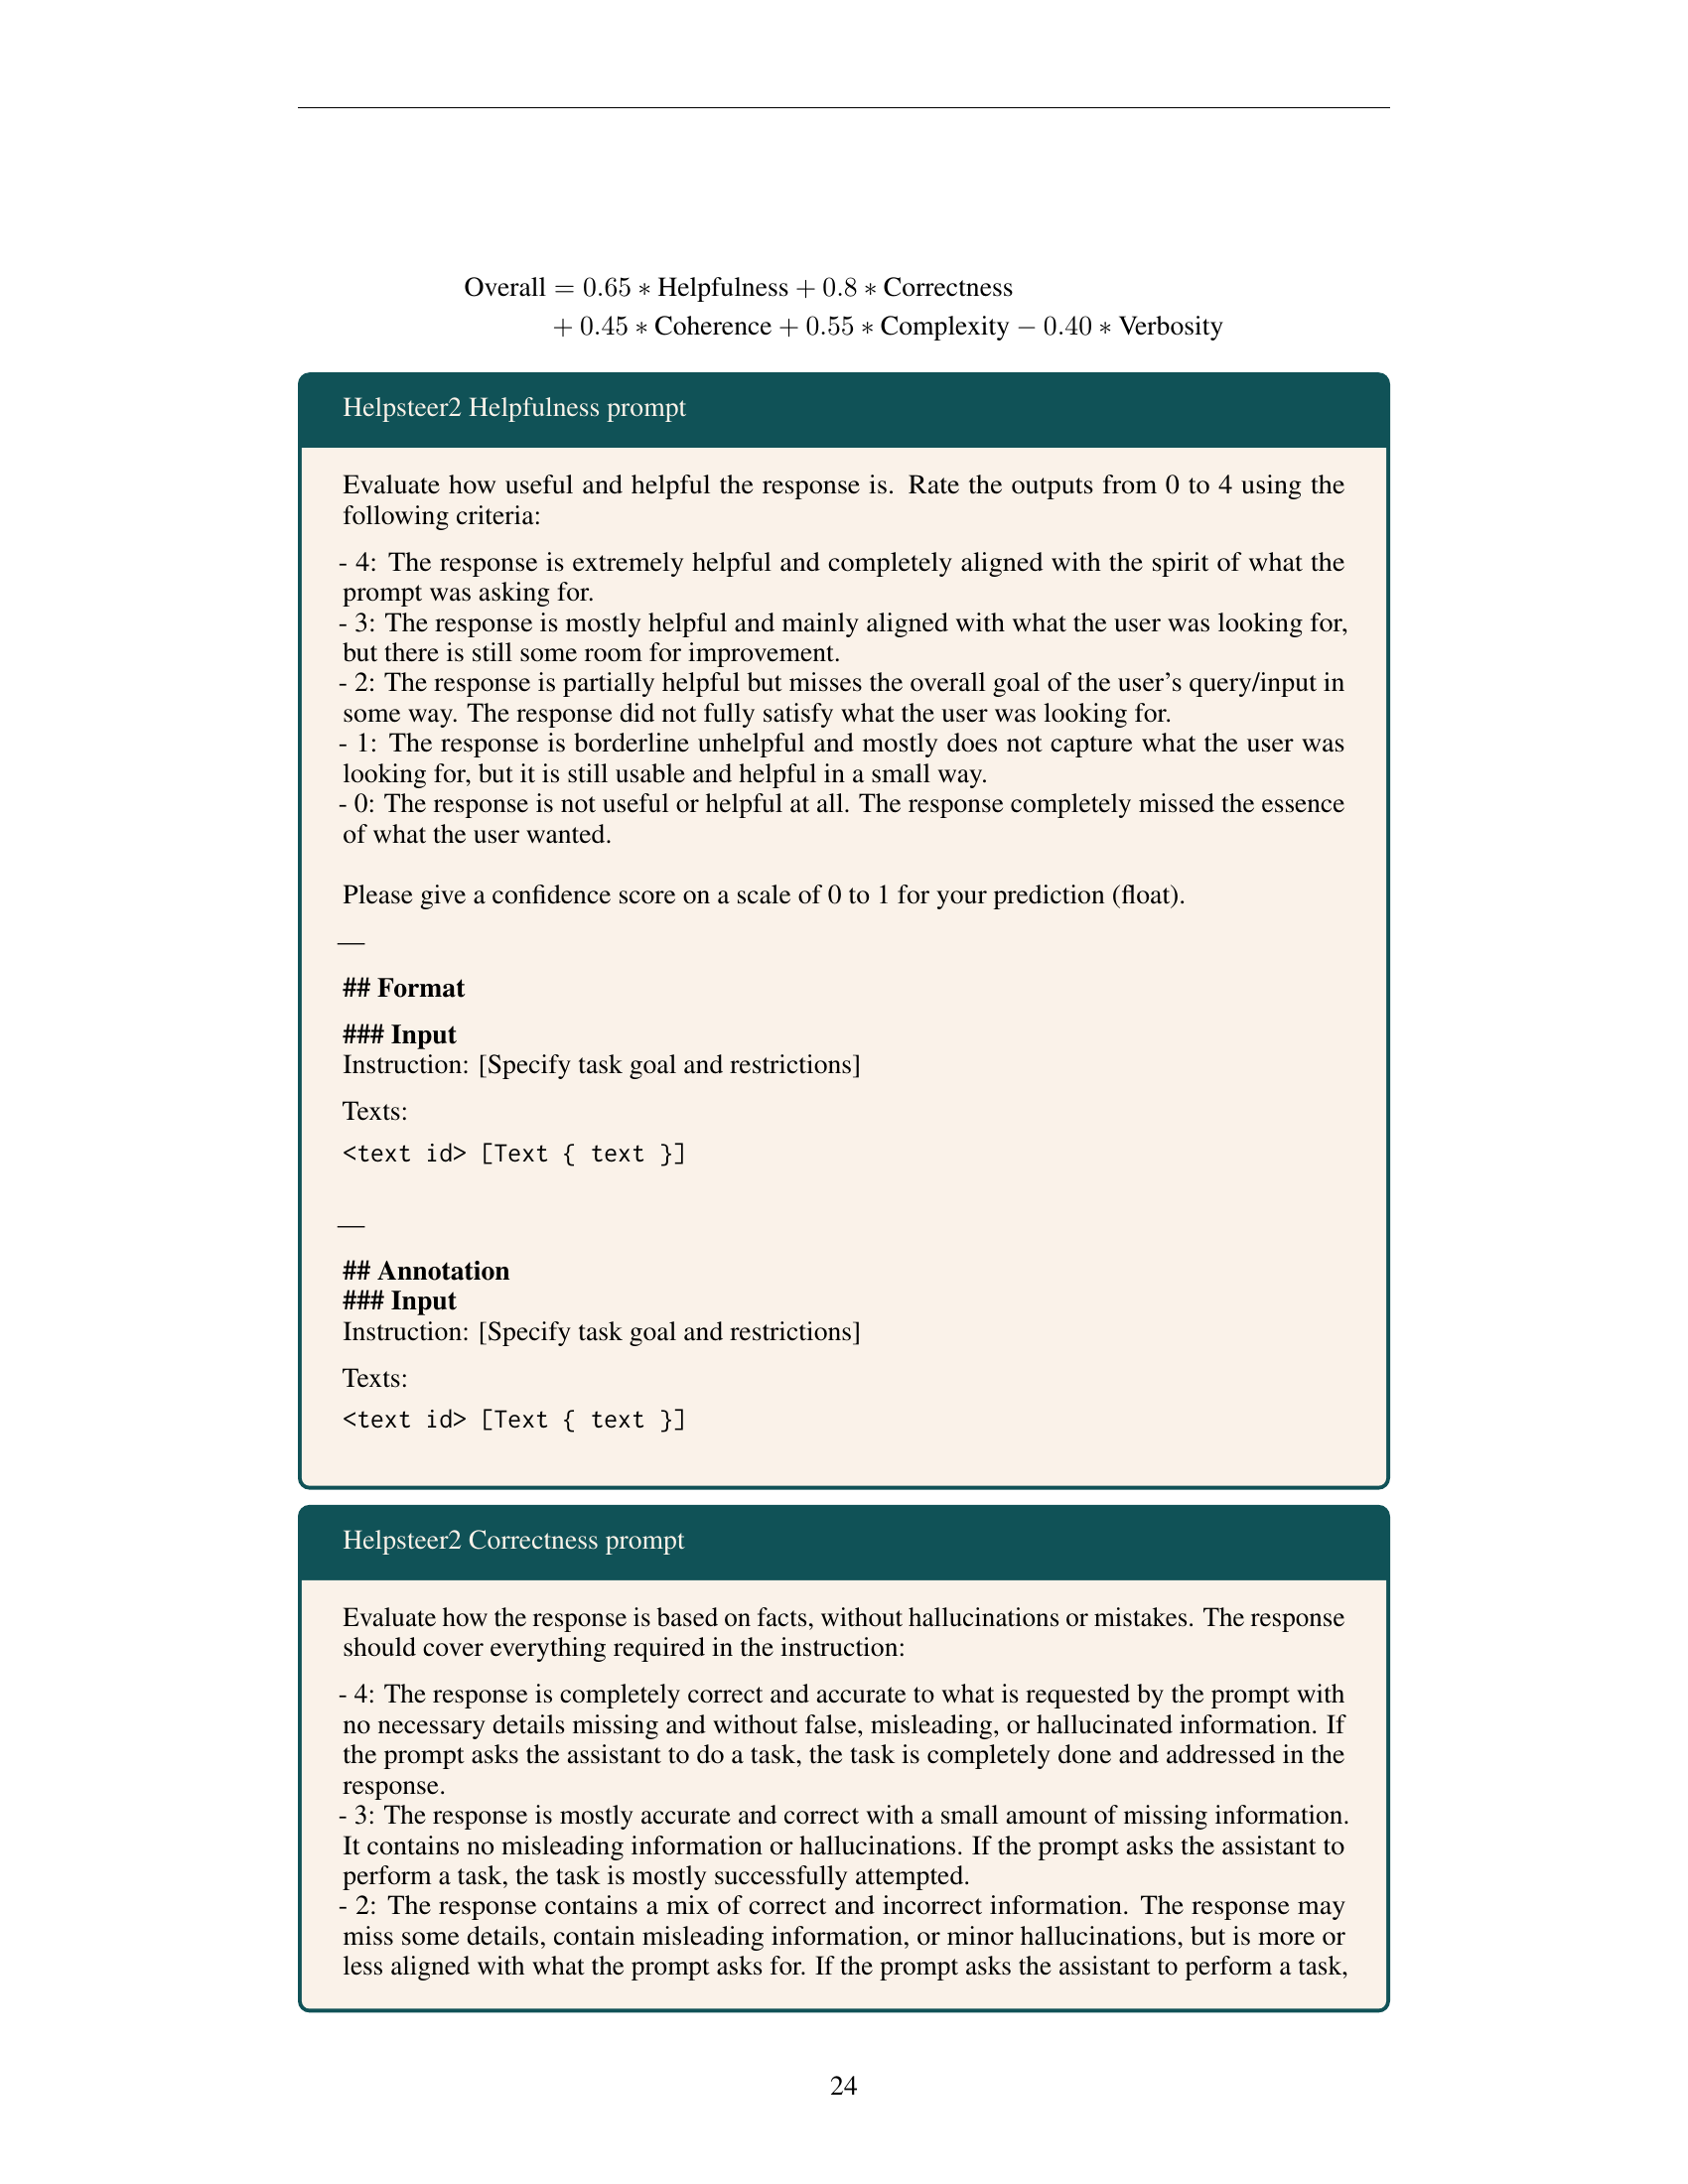 Overall = 0.65 ∗ Helpfulness + 0.8 ∗ Correctness
+ 0.45 ∗ Coherence + 0.55 ∗ Complexity − 0.40 ∗ Verbosity
Helpsteer2 Helpfulness prompt
Evaluate how useful and helpful the response is. Rate the outputs from 0 to 4 using the
following criteria:
- 4: The response is extremely helpful and completely aligned with the spirit of what the
prompt was asking for.
- 3: The response is mostly helpful and mainly aligned with what the user was looking for,
but there is still some room for improvement.
- 2: The response is partially helpful but misses the overall goal of the user’s query/input in
some way. The response did not fully satisfy what the user was looking for.
- 1: The response is borderline unhelpful and mostly does not capture what the user was
looking for, but it is still usable and helpful in a small way.
- 0: The response is not useful or helpful at all. The response completely missed the essence
of what the user wanted.
Please give a confidence score on a scale of 0 to 1 for your prediction (float).
—
## Format
### Input
Instruction: [Specify task goal and restrictions]
Texts:
<text id> [Text { text }]
—
## Annotation
### Input
Instruction: [Specify task goal and restrictions]
Texts:
<text id> [Text { text }]
Helpsteer2 Correctness prompt
Evaluate how the response is based on facts, without hallucinations or mistakes. The response
should cover everything required in the instruction:
- 4: The response is completely correct and accurate to what is requested by the prompt with
no necessary details missing and without false, misleading, or hallucinated information. If
the prompt asks the assistant to do a task, the task is completely done and addressed in the
response.
- 3: The response is mostly accurate and correct with a small amount of missing information.
It contains no misleading information or hallucinations. If the prompt asks the assistant to
perform a task, the task is mostly successfully attempted.
- 2: The response contains a mix of correct and incorrect information. The response may
miss some details, contain misleading information, or minor hallucinations, but is more or
less aligned with what the prompt asks for. If the prompt asks the assistant to perform a task,
24